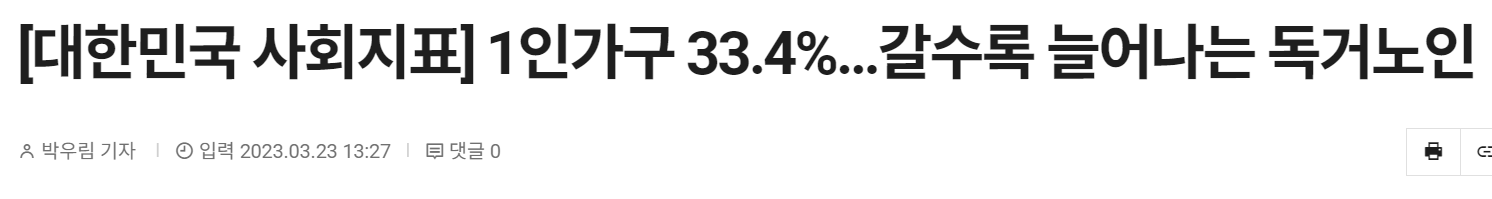 [대한민국 사회지표] 1인가구 33.4%...갈수록 늘어나는 독거노인
박우림 기자 | 입력 2023.03.23 13:27 | 댓글 0